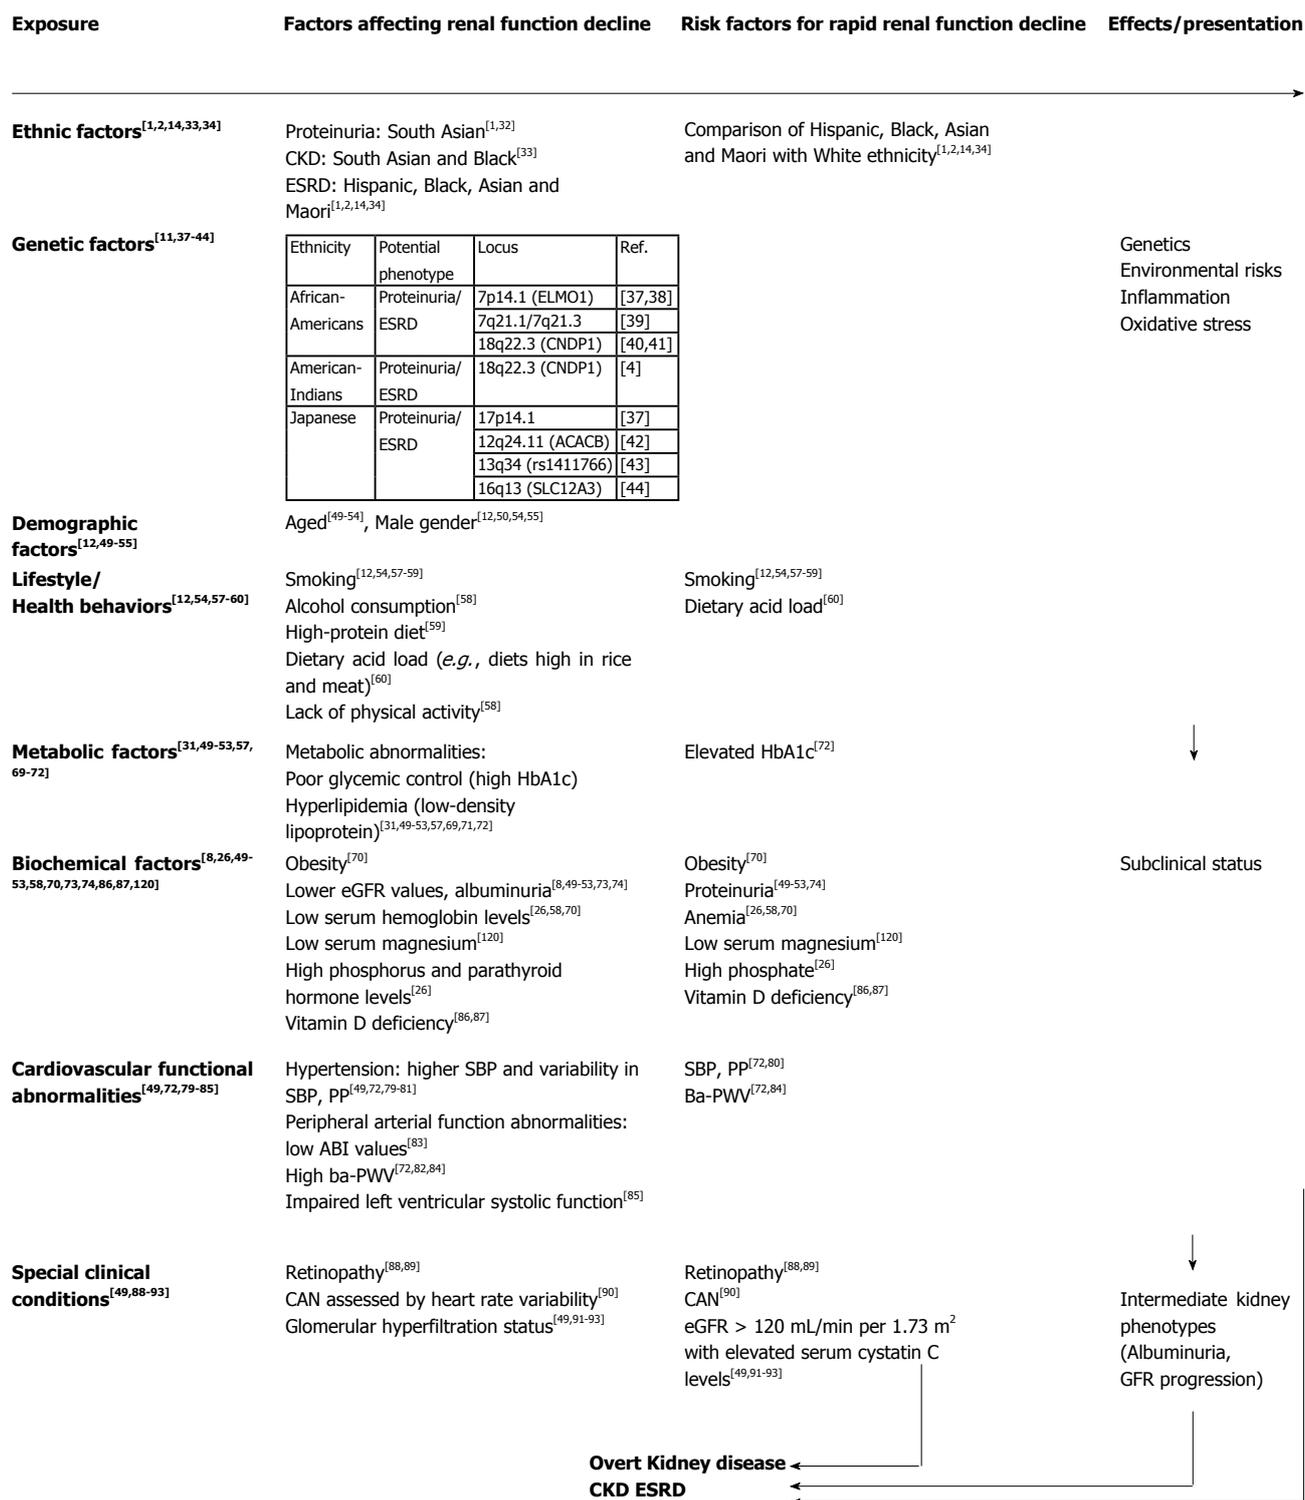 Exposure Factors affecting renal function decline Risk factors for rapid renal function decline Effects/presentation
Ethnic factors[1,2,14,33,34]
Proteinuria: South Asian[1,32]
CKD: South Asian and Black[33]
ESRD: Hispanic, Black, Asian and
Maori[1,2,14,34]
Comparison of Hispanic, Black, Asian
and Maori with White ethnicity[1,2,14,34]
Genetic factors[11,37-44]
Ethnicity Potential phenotype Locus Ref.
African-Americans Proteinuria/ESRD 7p14.1 (ELMO1) [37,38]
7q21.1/7q21.3 [39]
18q22.3 (CNDP1) [40,41]
American-Indians Proteinuria/ESRD 18q22.3 (CNDP1) [4]
Japanese Proteinuria/ESRD 17p14.1 [37]
12q24.11 (ACACB) [42]
13q34 (rs1411766) [43]
16q13 (SLC12A3) [44]
Genetics
Environmental risks
Inflammation
Oxidative stress
Demographic
factors[12,49-55]
Aged[49-54], Male gender[12,50,54,55]
Lifestyle/
Health behaviors[12,54,57-60]
Smoking[12,54,57-59]
Alcohol consumption[58]
High-protein diet[59]
Dietary acid load (e.g., diets high in rice
and meat)[60]
Lack of physical activity[58]
Smoking[12,54,57-59]
Dietary acid load[60]
Metabolic factors[31,49-53,57,
69-72]
Metabolic abnormalities:
Poor glycemic control (high HbA1c)
Hyperlipidemia (low-density
lipoprotein)[31,49-53,57,69,71,72]
Elevated HbA1c[72]
Biochemical factors[8,26,49-
53,58,70,73,74,86,87,120]
Obesity[70]
Lower eGFR values, albuminuria[8,49-53,73,74]
Low serum hemoglobin levels[26,58,70]
Low serum magnesium[120]
High phosphorus and parathyroid
hormone levels[26]
Vitamin D deficiency[86,87]
Obesity[70]
Proteinuria[49-53,74]
Anemia[26,58,70]
Low serum magnesium[120]
High phosphate[26]
Vitamin D deficiency[86,87]
Subclinical status
Cardiovascular functional
abnormalities[49,72,79-85]
Hypertension: higher SBP and variability in
SBP, PP[49,72,79-81]
Peripheral arterial function abnormalities:
low ABI values[83]
High ba-PWV[72,82,84]
Impaired left ventricular systolic function[85]
SBP, PP[72,80]
Ba-PWV[72,84]
Special clinical
conditions[49,88-93]
Retinopathy[88,89]
CAN assessed by heart rate variability[90]
Glomerular hyperfiltration status[49,91-93]
Retinopathy[88,89]
CAN[90]
eGFR > 120 mL/min per 1.73 m2
with elevated serum cystatin C
levels[49,91-93]
Intermediate kidney
phenotypes
(Albuminuria,
GFR progression)
Overt Kidney disease
CKD ESRD